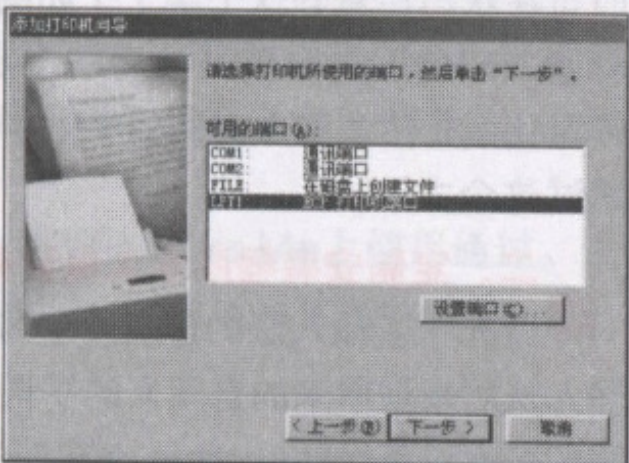 添加打印机向导
请选择打印机所使用的端口，然后单击“下一步”。
可用的端口(A):
COM1: 通讯端口
COM2: 通讯端口
FILE: 在磁盘上创建文件
LPT1: ECP 打印机端口
设置端口(C)...
< 上一步(B)
下一步 >
取消